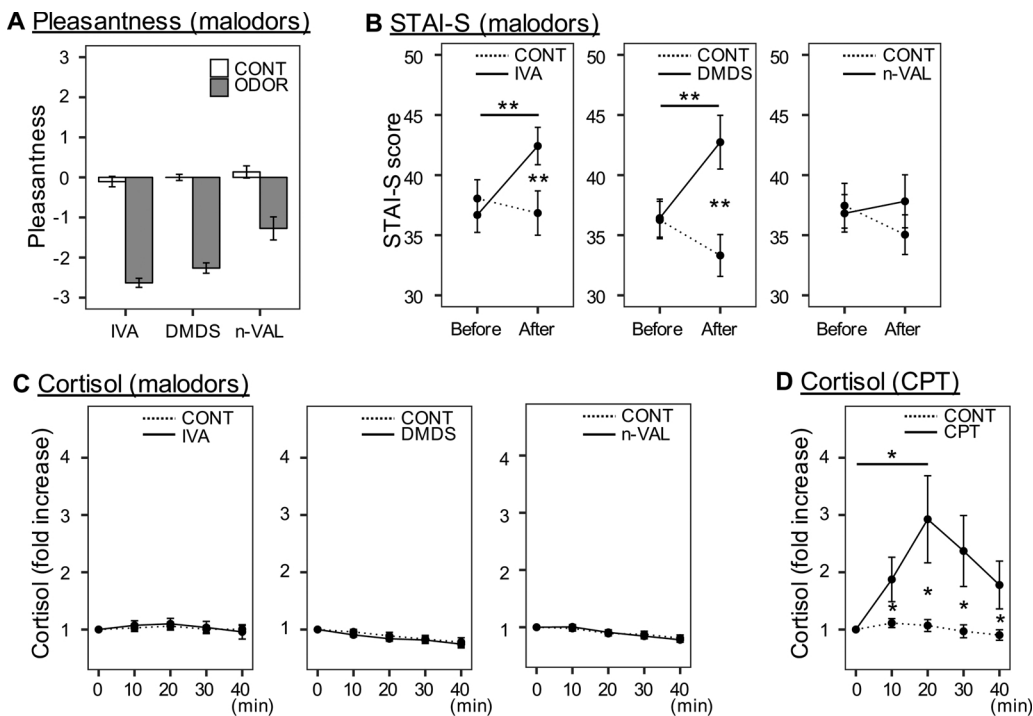 A Pleasantness (malodors)
Pleasantness
3
2
1
0
-1
-2
-3
CONT
ODOR
IVA DMDS n-VAL
B STAI-S (malodors)
STAI-S score
50
45
40
35
30
CONT
IVA
**
**
Before After
50
45
40
35
30
CONT
DMDS
**
**
Before After
50
45
40
35
30
CONT
n-VAL
Before After
C Cortisol (malodors)
Cortisol (fold increase)
4
3
2
1
CONT
IVA
0 10 20 30 40
(min)
4
3
2
1
CONT
DMDS
0 10 20 30 40
(min)
4
3
2
1
CONT
n-VAL
0 10 20 30 40
(min)
D Cortisol (CPT)
Cortisol (fold increase)
4
3
2
1
CONT
CPT
*
*
*
*
*
0 10 20 30 40
(min)